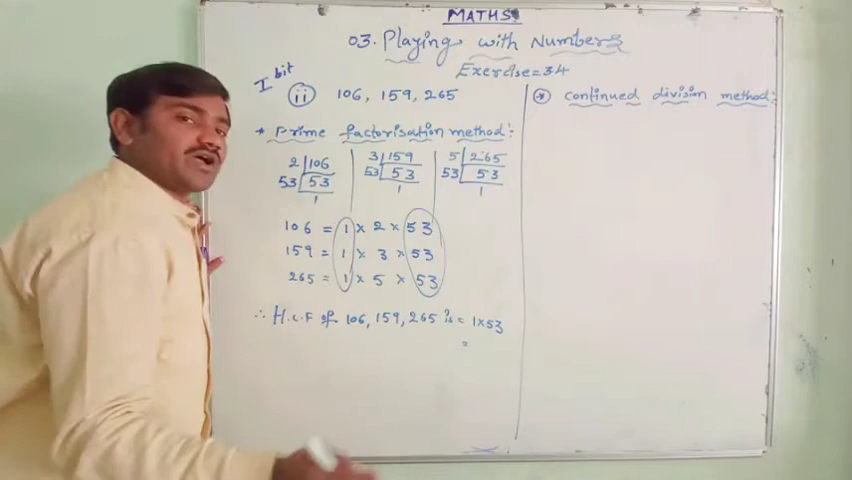 MATHS
03. Playing with Numbers
Exercise=3.4
I bit
(ii) 106, 159, 265
* Prime factorisation method:
2 | 106
53 | 53
1
3 | 159
53 | 53
1
5 | 265
53 | 53
1
106 = 1 × 2 × 53
159 = 1 × 3 × 53
265 = 1 × 5 × 53
∴ H.C.F of 106, 159, 265 is = 1×53
=
* continued division method: